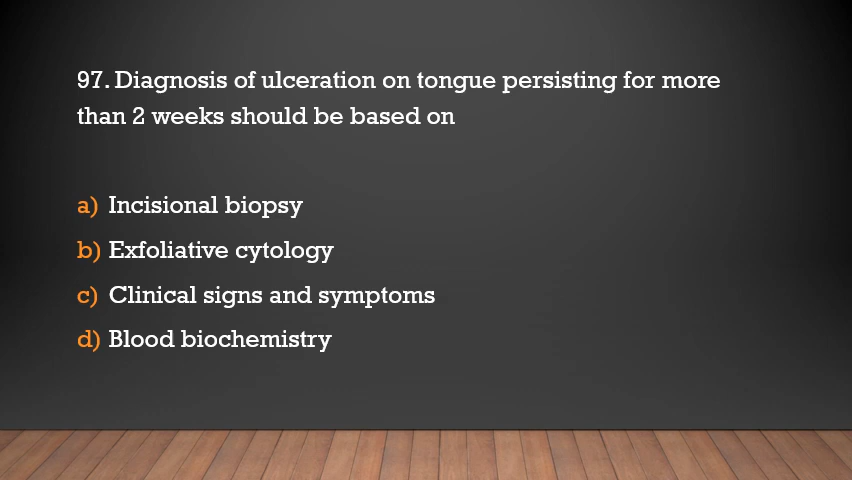 97. Diagnosis of ulceration on tongue persisting for more
than 2 weeks should be based on
a) Incisional biopsy
b) Exfoliative cytology
c) Clinical signs and symptoms
d) Blood biochemistry